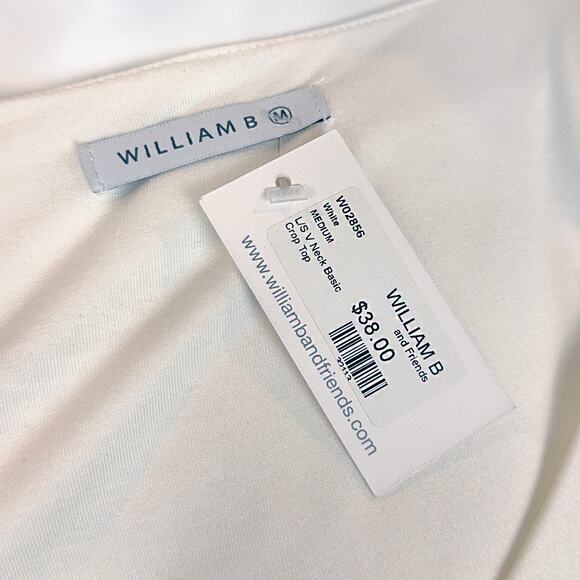 WILLIAM B M
W02856
White
MEDIUM
L/S V Neck Basic
Crop Top
WILLIAM B
and Friends
$38.00
www.williambandfriends.com